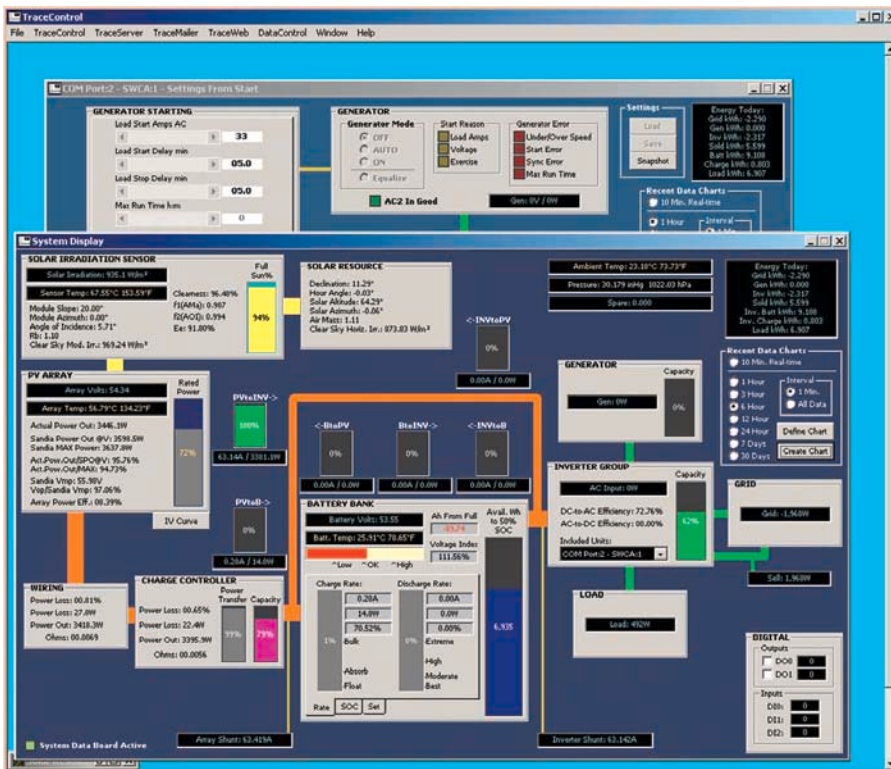 TraceControl
File TraceControl TraceServer TraceMailer TraceWeb DataControl Window Help
COM Port:2 - SWCA:1 - Settings From Start
GENERATOR STARTING
Load Start Amps AC
33
Load Start Delay min
05.0
Load Stop Delay min
05.0
Max Run Time h:m
0
GENERATOR
Generator Mode
OFF
AUTO
ON
Equalize
Start Reason
Load Amps
Voltage
Exercise
Generator Error
Under/Over Speed
Start Error
Sync Error
Max Run Time
AC2 In Good
Gen: 0V / 0W
Settings
Load
Save
Snapshot
Energy Today:
Grid kWh: -2.290
Gen kWh: 0.000
Inv kWh: -2.317
Sold kWh: 5.599
Batt kWh: 9.108
Charge kWh: 0.803
Load kWh: 6.907
Recent Data Charts
10 Min. Real-time
1 Hour
Interval
System Display
SOLAR IRRADIATION SENSOR
Solar Irradiation: 935.1 W/m²
Sensor Temp: 67.55°C 153.59°F
Module Slope: 20.00°
Module Azimuth: 0.00°
Angle of Incidence: 5.71°
Rb: 1.10
Clear Sky Mod. Irr.: 969.24 W/m²
Clearness: 96.48%
f1(AMa): 0.987
f2(AOI): 0.994
Ee: 91.80%
Full
Sun%
94%
SOLAR RESOURCE
Declination: 11.29°
Hour Angle: -0.03°
Solar Altitude: 64.29°
Solar Azimuth: -0.06°
Air Mass: 1.11
Clear Sky Horiz. Irr.: 873.83 W/m²
Ambient Temp: 23.18°C 73.73°F
Pressure: 30.179 inHg 1022.03 hPa
Spare: 0.000
Energy Today:
Grid kWh: -2.290
Gen kWh: 0.000
Inv kWh: -2.317
Sold kWh: 5.599
Inv. Batt kWh: 9.108
Inv. Charge kWh: 0.803
Load kWh: 6.907
Recent Data Charts
10 Min. Real-time
1 Hour
3 Hour
6 Hour
12 Hour
24 Hour
7 Days
30 Days
Interval
1 Min.
All Data
Define Chart
Create Chart
<-INVtoPV
0%
0.00A / 0.0W
PV ARRAY
Array Volts: 54.34
Array Temp: 56.79°C 134.23°F
Actual Power Out: 3446.1W
Sandia Power Out @V: 3598.5W
Sandia MAX Power: 3637.8W
Act.Pow.Out/SPO@V: 95.76%
Act.Pow.Out/MAX: 94.73%
Sandia Vmp: 55.98V
Vop/Sandia Vmp: 97.06%
Array Power Eff.: 08.39%
Rated
Power
72%
IV Curve
PVtoINV->
100%
63.14A / 3381.1W
PVtoB->
0%
0.28A / 14.0W
<-BtoPV
0%
0.00A / 0.0W
BtoINV->
0%
0.00A / 0.0W
<-INVtoB
0%
0.00A / 0.0W
GENERATOR
Gen: 0W
Capacity
0%
INVERTER GROUP
AC Input: 0W
DC-to-AC Efficiency: 72.76%
AC-to-DC Efficiency: 00.00%
Included Units:
COM Port:2 - SWCA:1
Capacity
62%
GRID
Grid: -1,968W
Sell: 1,968W
LOAD
Load: 492W
BATTERY BANK
Battery Volts: 53.55
Batt. Temp: 25.91°C 78.65°F
^Low ^OK ^High
Ah From Full
Voltage Index
111.56%
Avail. Wh
to 50%
SOC
6,935
Charge Rate:
0.28A
14.0W
70.52%
1%
-Bulk
-Absorb
-Float
Discharge Rate:
0.00A
0.0W
0.00%
0%
-Extreme
-High
-Moderate
-Best
Rate SOC Set
WIRING
Power Loss: 00.81%
Power Loss: 27.8W
Power Out: 3418.3W
Ohms: 00.0069
CHARGE CONTROLLER
Power Loss: 00.65%
Power Loss: 22.4W
Power Out: 3395.9W
Ohms: 00.0056
Power
Transfer
99%
Capacity
79%
DIGITAL
Outputs
DO0 0
DO1 0
Inputs
DI0: 0
DI1: 0
DI2: 0
System Data Board Active
Array Shunt: 63.419A
Inverter Shunt: 63.142A